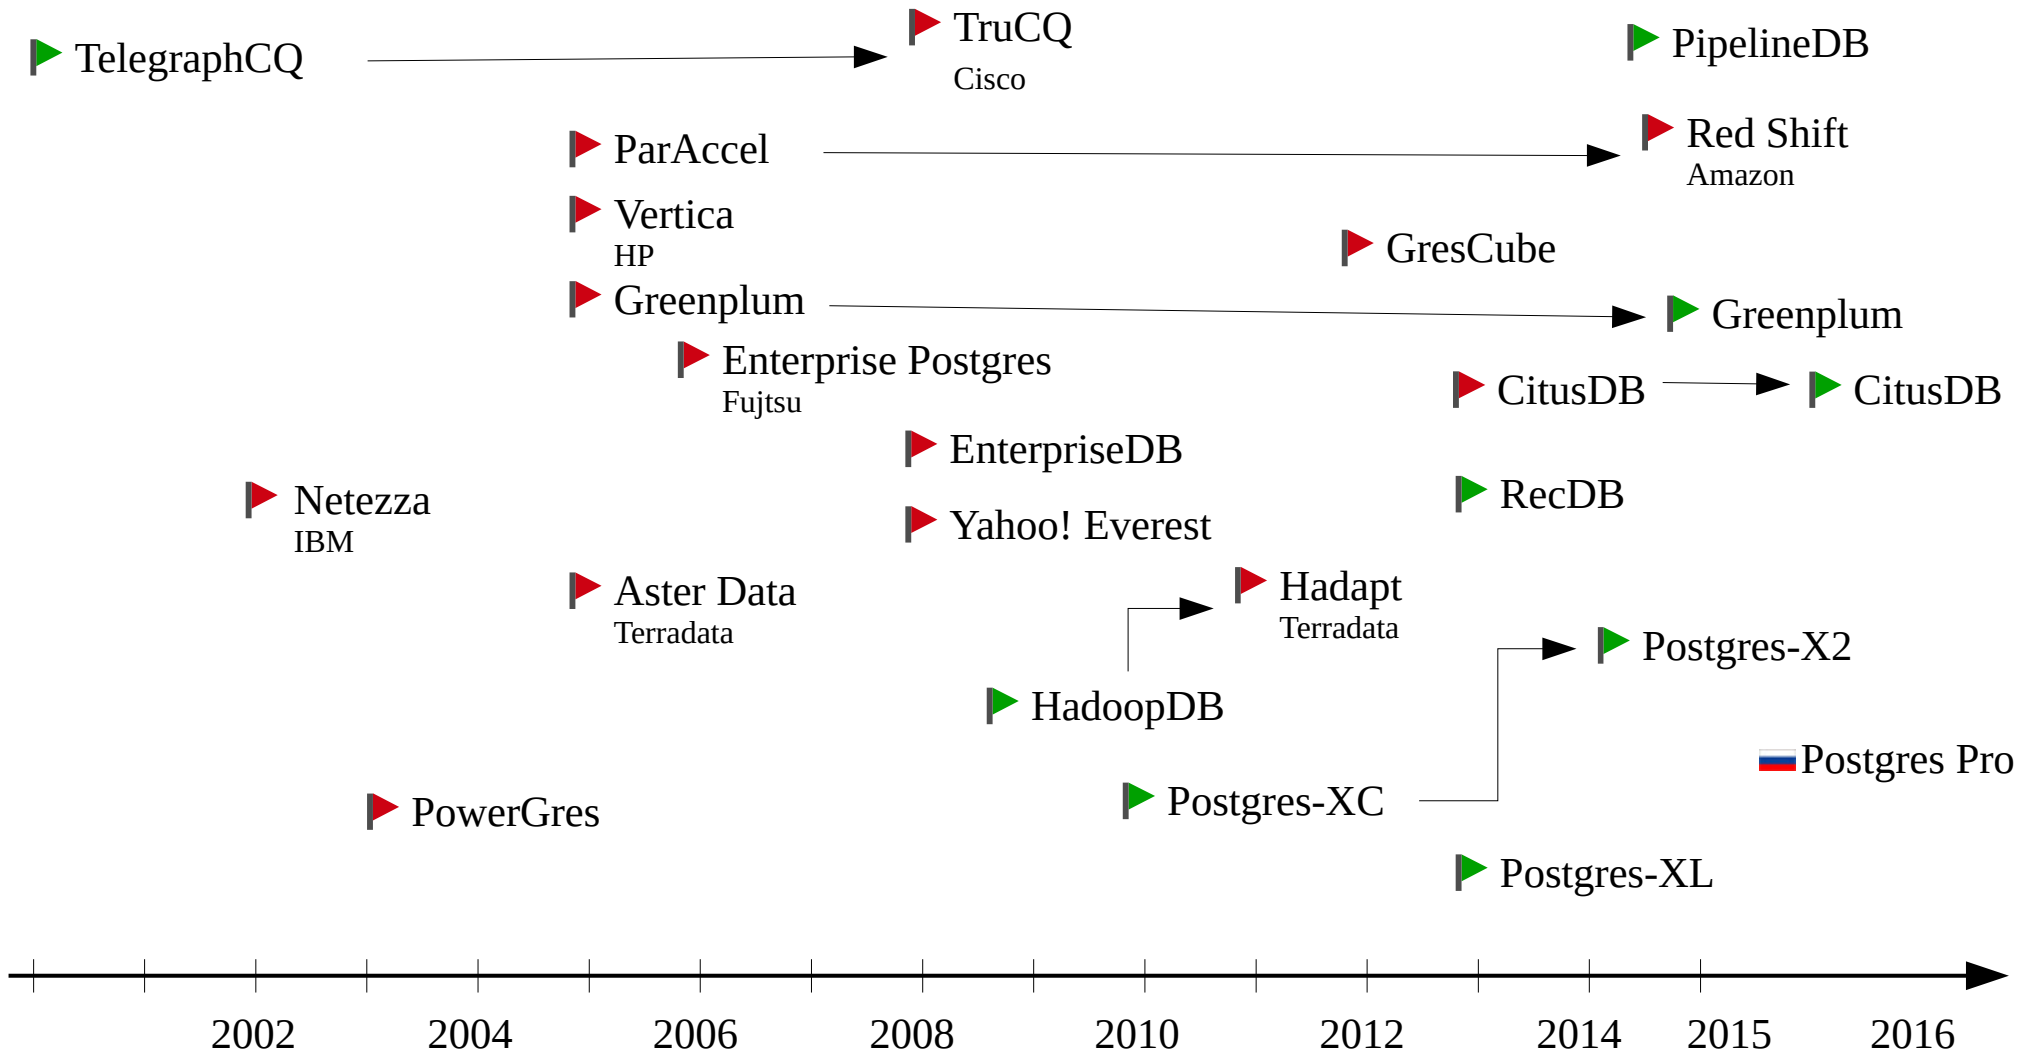 TelegraphCQ
TruCQ
Cisco
PipelineDB
ParAccel
Red Shift
Amazon
Vertica
HP
GresCube
Greenplum
Greenplum
Enterprise Postgres
Fujtsu
CitusDB
CitusDB
EnterpriseDB
Netezza
IBM
RecDB
Yahoo! Everest
Aster Data
Terradata
Hadapt
Terradata
Postgres-X2
HadoopDB
Postgres Pro
PowerGres
Postgres-XC
Postgres-XL
2002 2004 2006 2008 2010 2012 2014 2015 2016